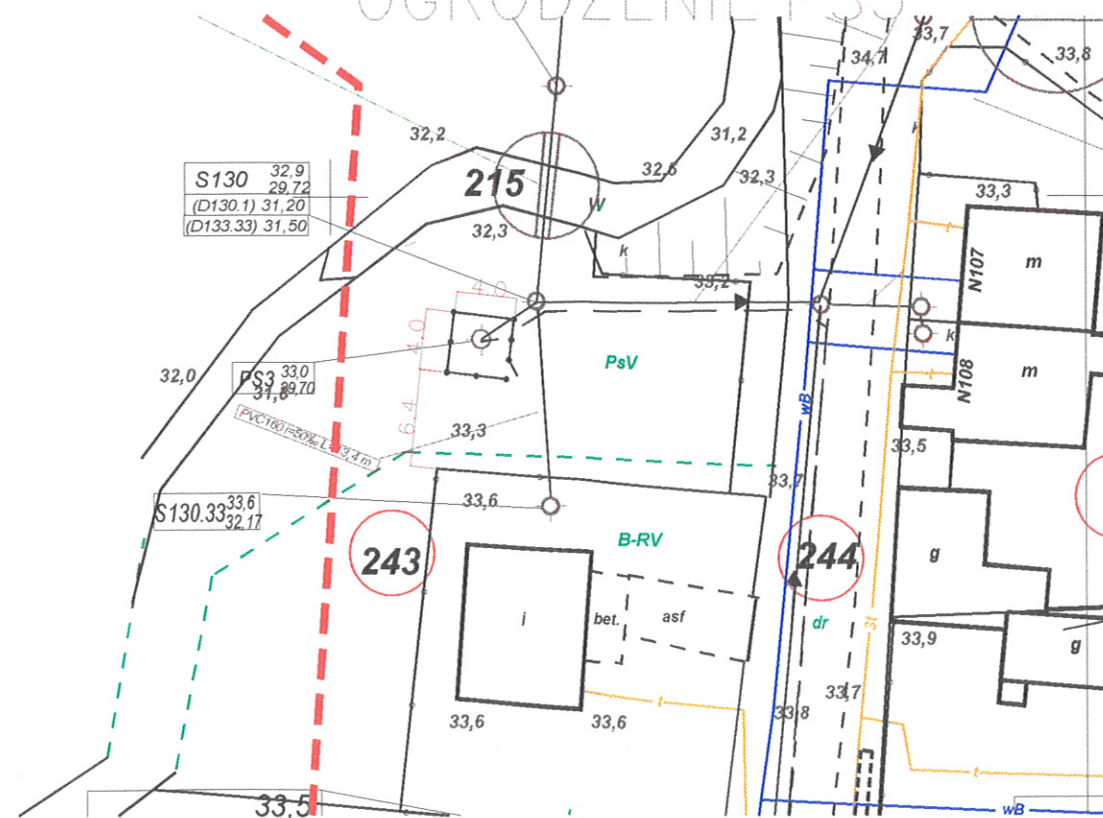 OGRODZENIE PS3
33,7
34,7
33,8
32,2
31,2
S130 32,9
29,72
(D130.1) 31,20
(D133.33) 31,50
215
32,6
32,3
33,3
W
t
32,3
k
33,2
N107
m
4.0
4.0
PsV
k
32,0
PS3 33,0
29,70
31,6
t
N108
m
wB
6.4
33,3
33,5
33,7
S130.33 33,6
32,17
33,6
B-RV
243
244
g
i
bet.
asf
dr
3t
33,9
g
33,6
33,6
t
33,8
33,7
t
33,5
wB